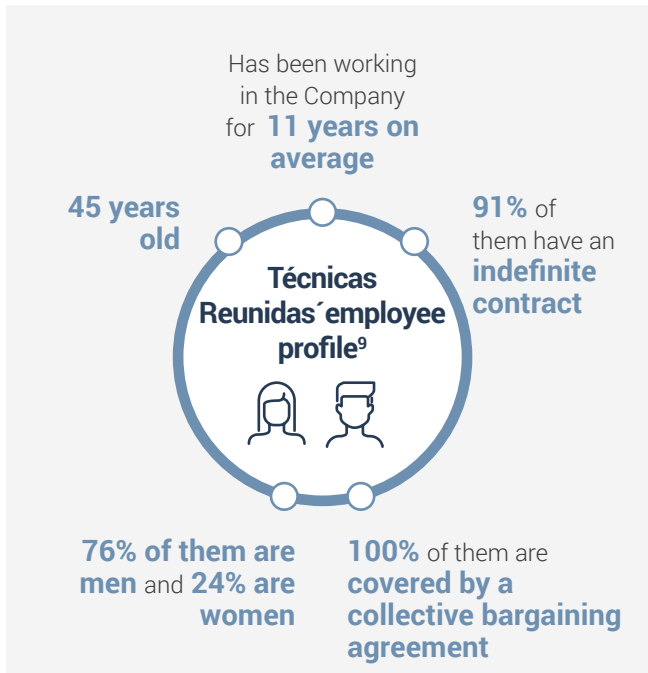 Has been working
in the Company
for 11 years on
average
45 years
old
91% of
them have an
indefinite
contract
Técnicas
Reunidas´employee
profile⁹
76% of them are
men and 24% are
women
100% of them are
covered by a
collective bargaining
agreement